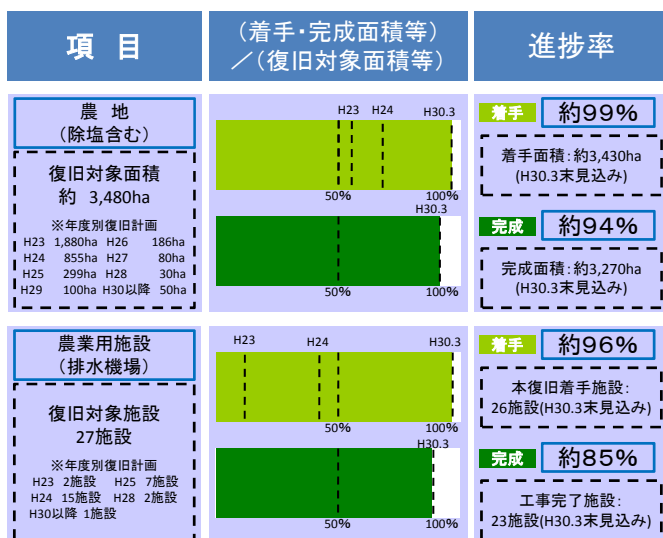 項 目
（着手・完成面積等）
／（復旧対象面積等）
進捗率
農 地
（除塩含む）
復旧対象面積
約 3,480ha
※年度別復旧計画
H23 1,880ha H26 186ha
H24 855ha H27 80ha
H25 299ha H28 30ha
H29 100ha H30以降 50ha
H23 H24 H30.3
50% 100%
H30.3
50% 100%
着手 約99%
着手面積：約3,430ha
(H30.3末見込み)
完成 約94%
完成面積：約3,270ha
(H30.3末見込み)
農業用施設
（排水機場）
復旧対象施設
27施設
※年度別復旧計画
H23 2施設 H25 7施設
H24 15施設 H28 2施設
H30以降 1施設
H23 H24 H30.3
50% 100%
H30.3
50% 100%
着手 約96%
本復旧着手施設：
26施設(H30.3末見込み)
完成 約85%
工事完了施設：
23施設(H30.3末見込み)